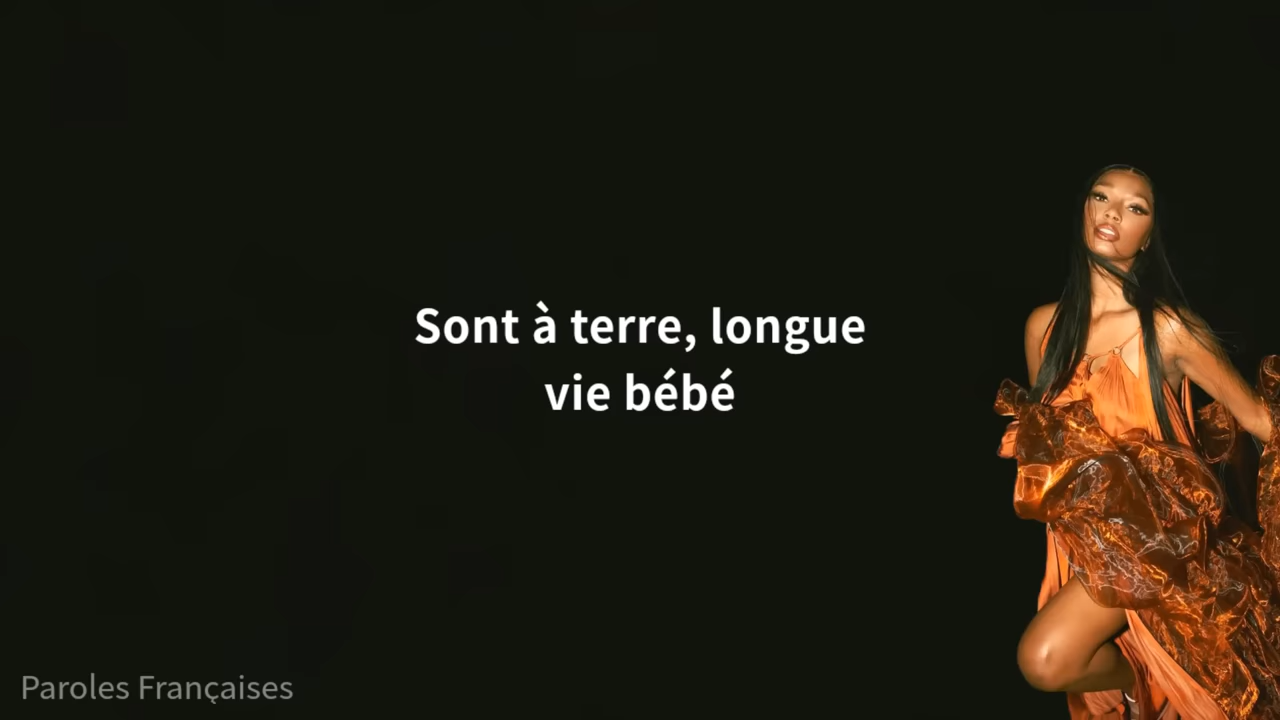 Sont à terre, longue
vie bébé
Paroles Françaises